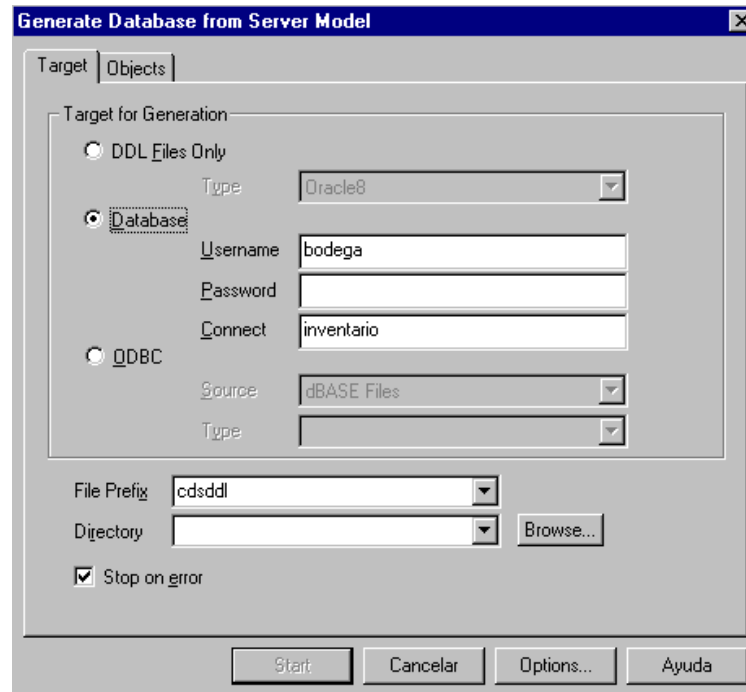 Generate Database from Server Model
Target Objects
Target for Generation
DDL Files Only
Type Oracle8
Database
Username bodega
Password
Connect inventario
ODBC
Source dBASE Files
Type
File Prefix cdsddl
Directory Browse...
Stop on error
Start Cancelar Options... Ayuda